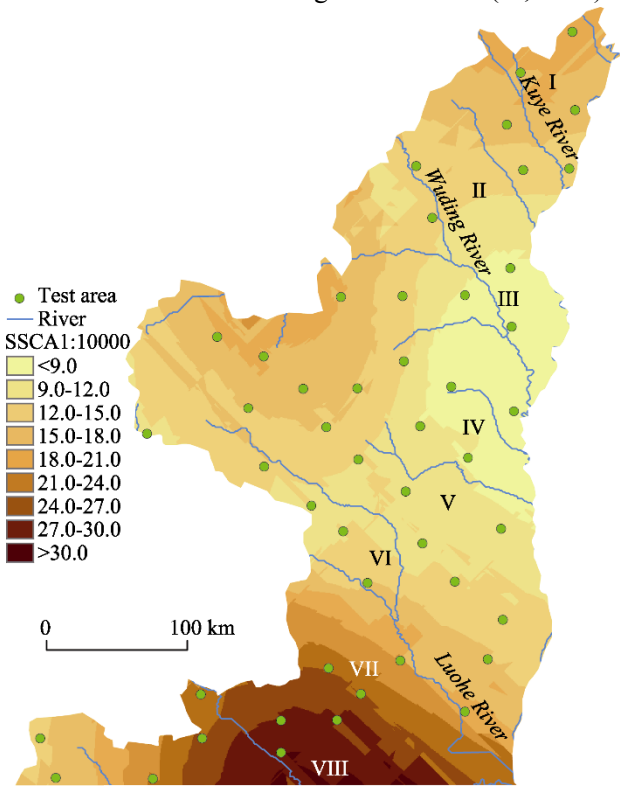 I
Kuye River
II
Wuding River
III
Test area
River
SSCA1:10000
<9.0
9.0-12.0
12.0-15.0
15.0-18.0
18.0-21.0
21.0-24.0
24.0-27.0
27.0-30.0
>30.0
IV
V
VI
0 100 km
VII
Luohe River
VIII